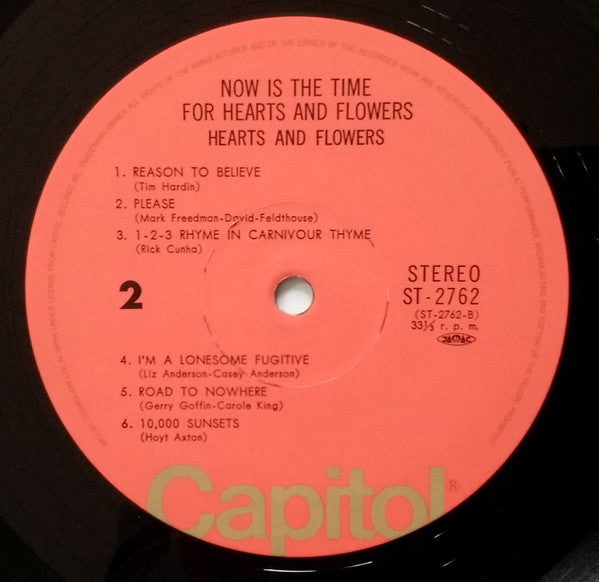 NOW IS THE TIME
FOR HEARTS AND FLOWERS
HEARTS AND FLOWERS
1. REASON TO BELIEVE
(Tim Hardin)
2. PLEASE
(Mark Freedman-David-Feldthouse)
3. 1-2-3 RHYME IN CARNIVOUR THYME
(Rick Cunha)
2
STEREO
ST-2762
(ST-2762-B)
33⅓ r. p. m.
4. I'M A LONESOME FUGITIVE
(Liz Anderson-Casey Anderson)
5. ROAD TO NOWHERE
(Gerry Goffin-Carole King)
6. 10,000 SUNSETS
(Hoyt Axton)
Capitol®